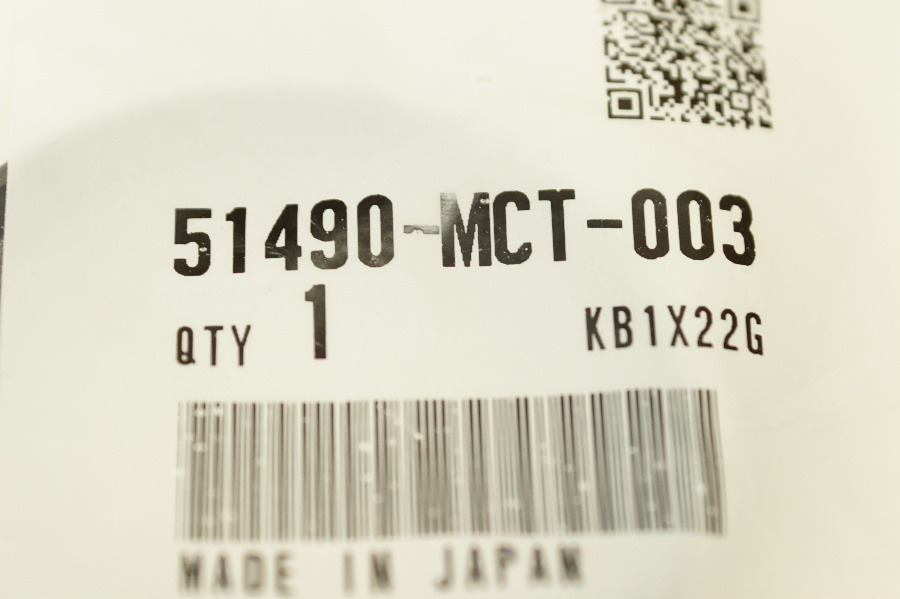 51490-MCT-003
QTY 1 KB1X22G
MADE IN JAPAN